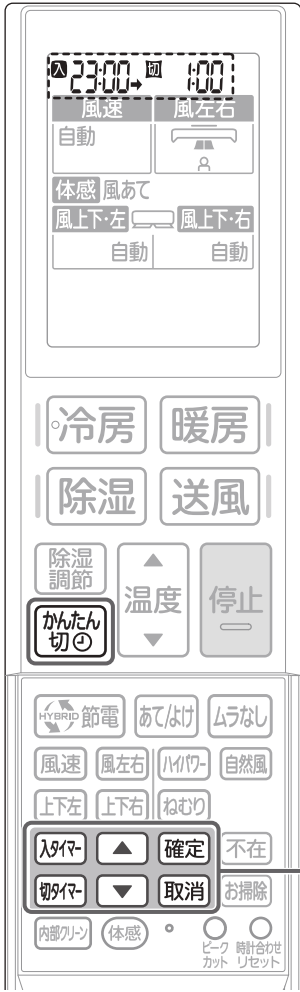 入 23:00→切 1:00
風速 風左右
自動
体感 風あて
風上下・左 風上下・右
自動 自動
冷房 暖房
除湿 送風
除湿調節
温度
停止
かんたん
切
HYBRID 節電 あて/よけ ムラなし
風速 風左右 ハイパワー 自然風
上下左 上下右 ねむり
入タイマー ▲ 確定 不在
切タイマー ▼ 取消 お掃除
内部クリーン 体感
ピークカット 時計合わせリセット